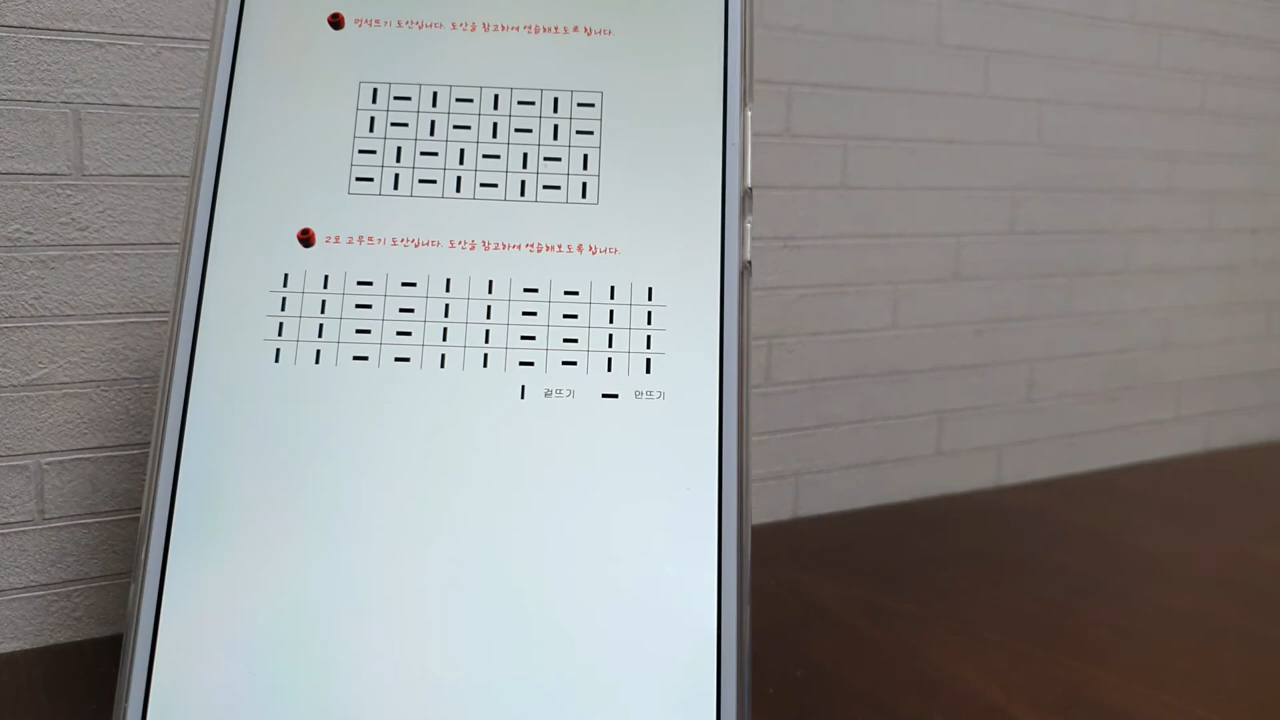 멍석뜨기 도안입니다. 도안을 참고하여 연습해보도록 합니다.
2코 고무뜨기 도안입니다. 도안을 참고하여 연습해보도록 합니다.
겉뜨기 안뜨기